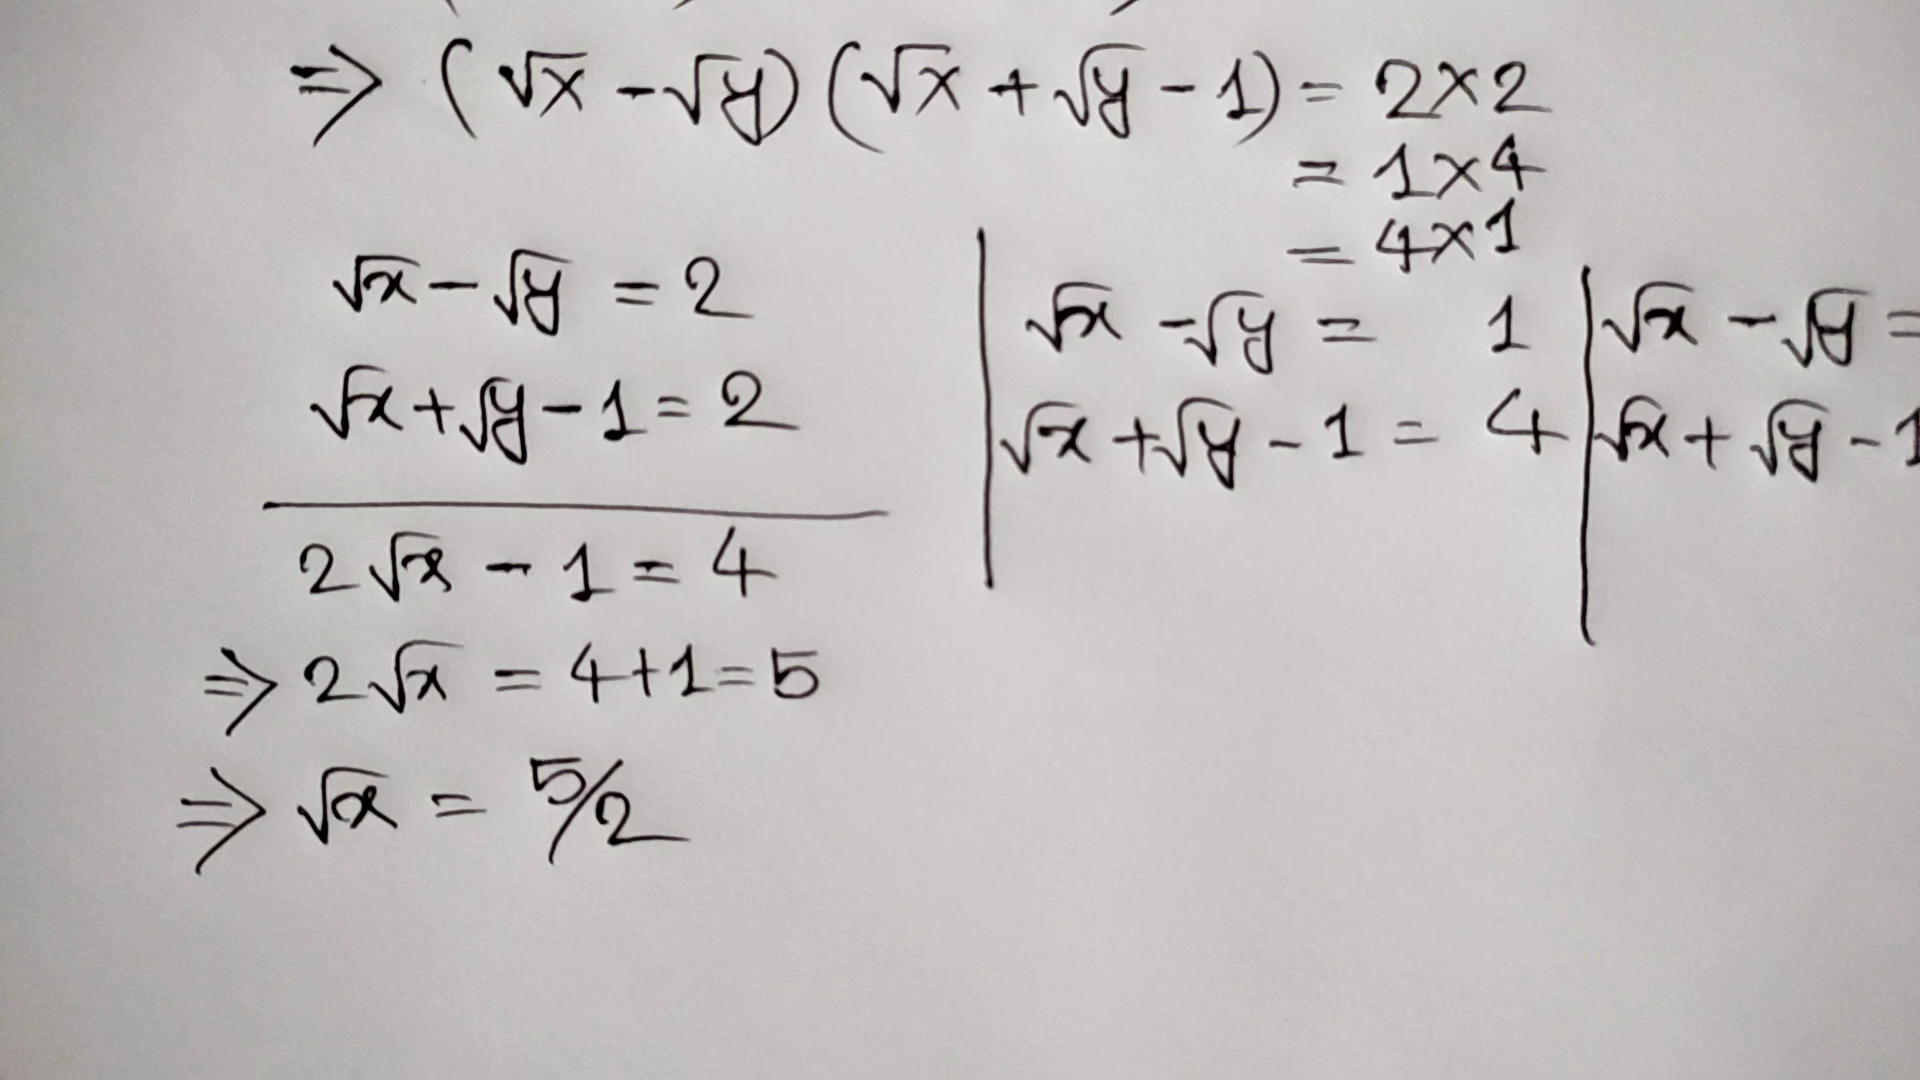 ⇒ (√x - √y) (√x + √y - 1) = 2×2
= 1×4
= 4×1
√x - √y = 2
√x + √y - 1 = 2
2√x - 1 = 4
⇒ 2√x = 4+1 = 5
⇒ √x = 5/2
√x - √y = 1
√x + √y - 1 = 4
√x - √y =
√x + √y - 1